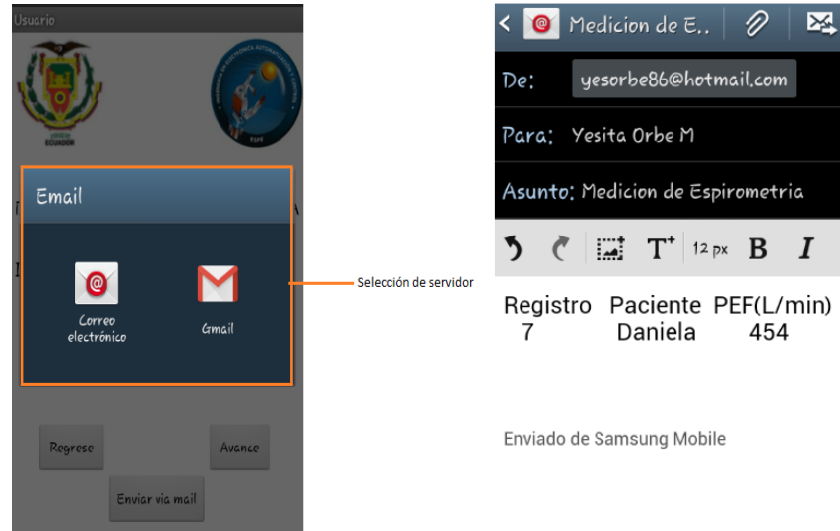 Usuario
ECUADOR
ESPE
Email
Correo
electrónico
Gmail
Regreso
Avance
Enviar via mail
Selección de servidor
Medicion de E..
De: yesorbe86@hotmail.com
Para: Yesita Orbe M
Asunto: Medicion de Espirometria
T+ 12 px B I
Registro Paciente PEF(L/min)
7 Daniela 454
Enviado de Samsung Mobile